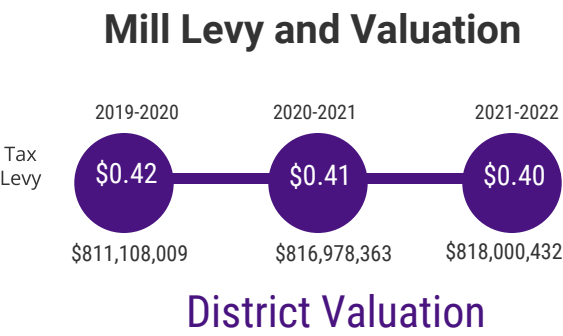 Mill Levy and Valuation
2019-2020 2020-2021 2021-2022
Tax
Levy
$0.42 $0.41 $0.40
$811,108,009 $816,978,363 $818,000,432
District Valuation